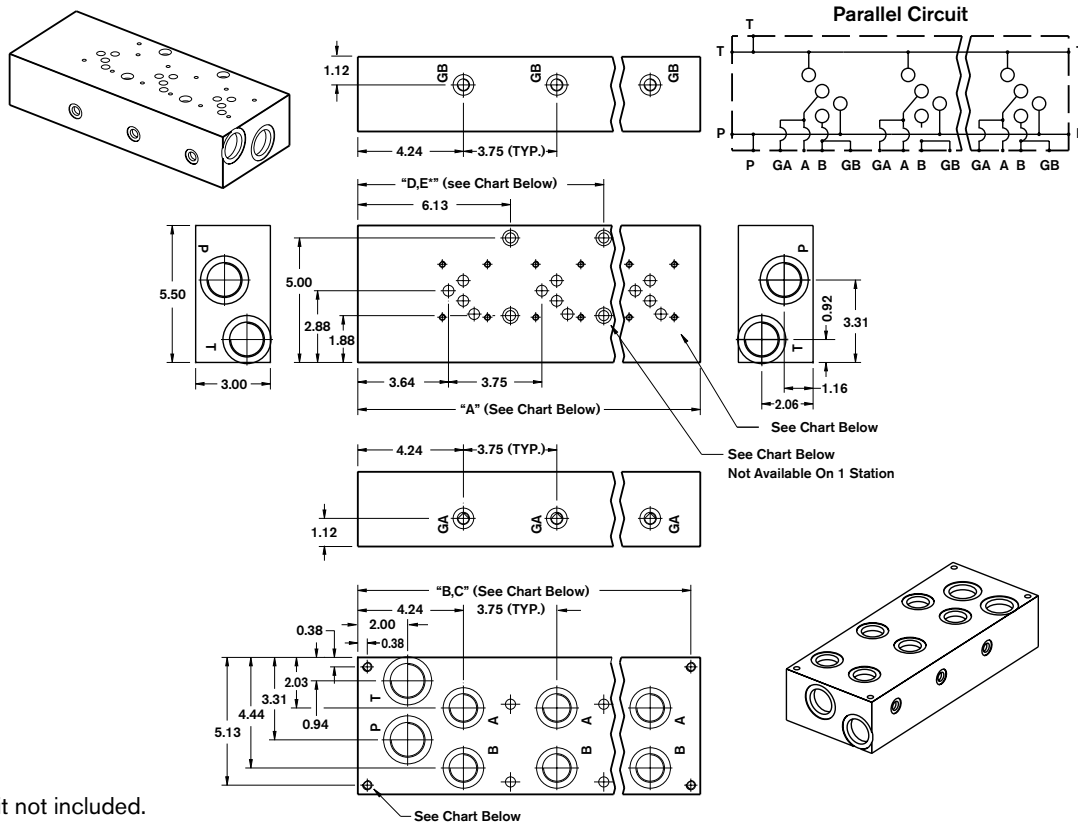 Parallel Circuit
T
T
P
P GA A B GB GA A B GB GA A B GB
1.12
GB GB GB
4.24 3.75 (TYP.)
"D,E*" (see Chart Below)
6.13
P
T
5.50
3.00
5.00
2.88
1.88
3.64 3.75
"A" (See Chart Below)
P
T
0.92
3.31
1.16
2.06
See Chart Below
See Chart Below
Not Available On 1 Station
4.24 3.75 (TYP.)
GA GA GA
1.12
"B,C" (See Chart Below)
4.24 3.75 (TYP.)
2.00
0.38
0.38
2.03
3.31
4.44
0.94
5.13
T
P
A A A
B B B
See Chart Below
t not included.